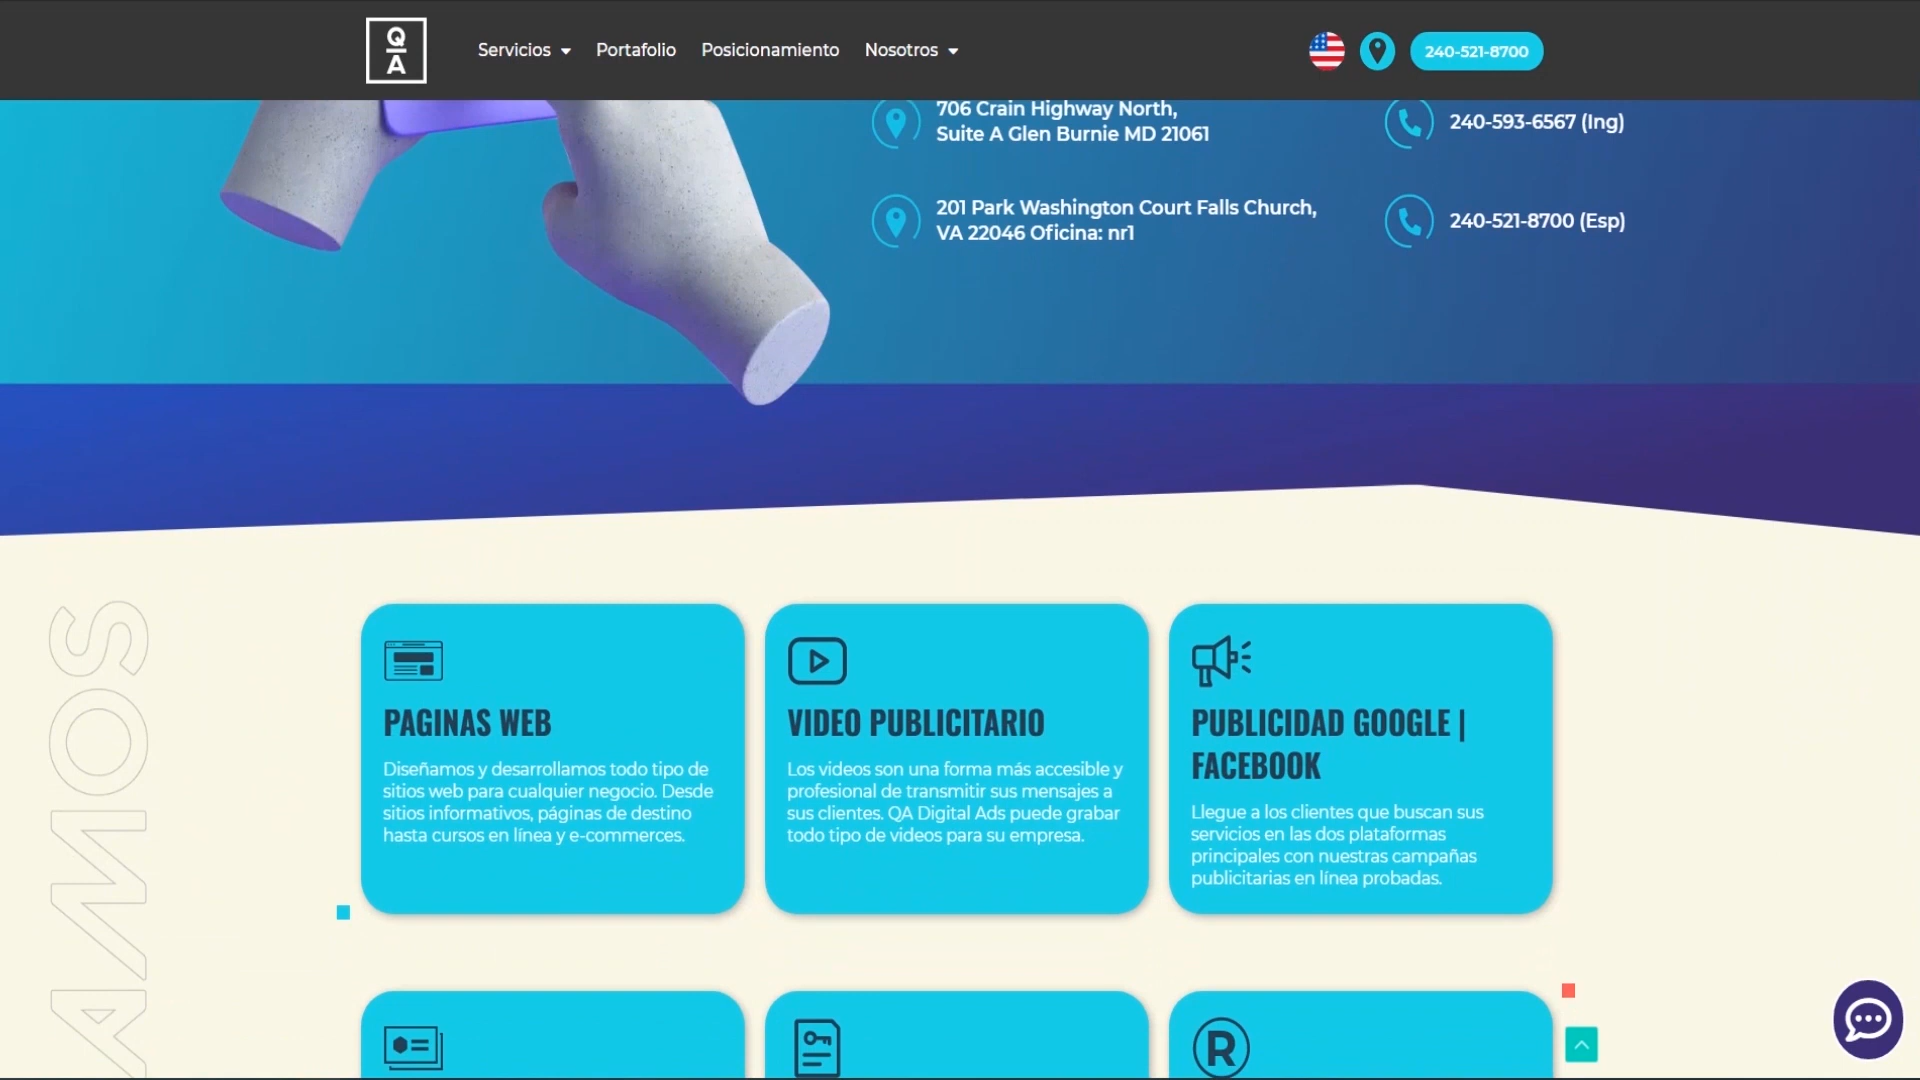 Q
A
Servicios
Portafolio
Posicionamiento
Nosotros
240-521-8700
706 Crain Highway North,
Suite A Glen Burnie MD 21061
240-593-6567 (Ing)
201 Park Washington Court Falls Church,
VA 22046 Oficina: nr1
240-521-8700 (Esp)
AMOS
PAGINAS WEB
Diseñamos y desarrollamos todo tipo de
sitios web para cualquier negocio. Desde
sitios informativos, páginas de destino
hasta cursos en línea y e-commerces.
VIDEO PUBLICITARIO
Los videos son una forma más accesible y
profesional de transmitir sus mensajes a
sus clientes. QA Digital Ads puede grabar
todo tipo de videos para su empresa.
PUBLICIDAD GOOGLE |
FACEBOOK
Llegue a los clientes que buscan sus
servicios en las dos plataformas
principales con nuestras campañas
publicitarias en línea probadas.
R